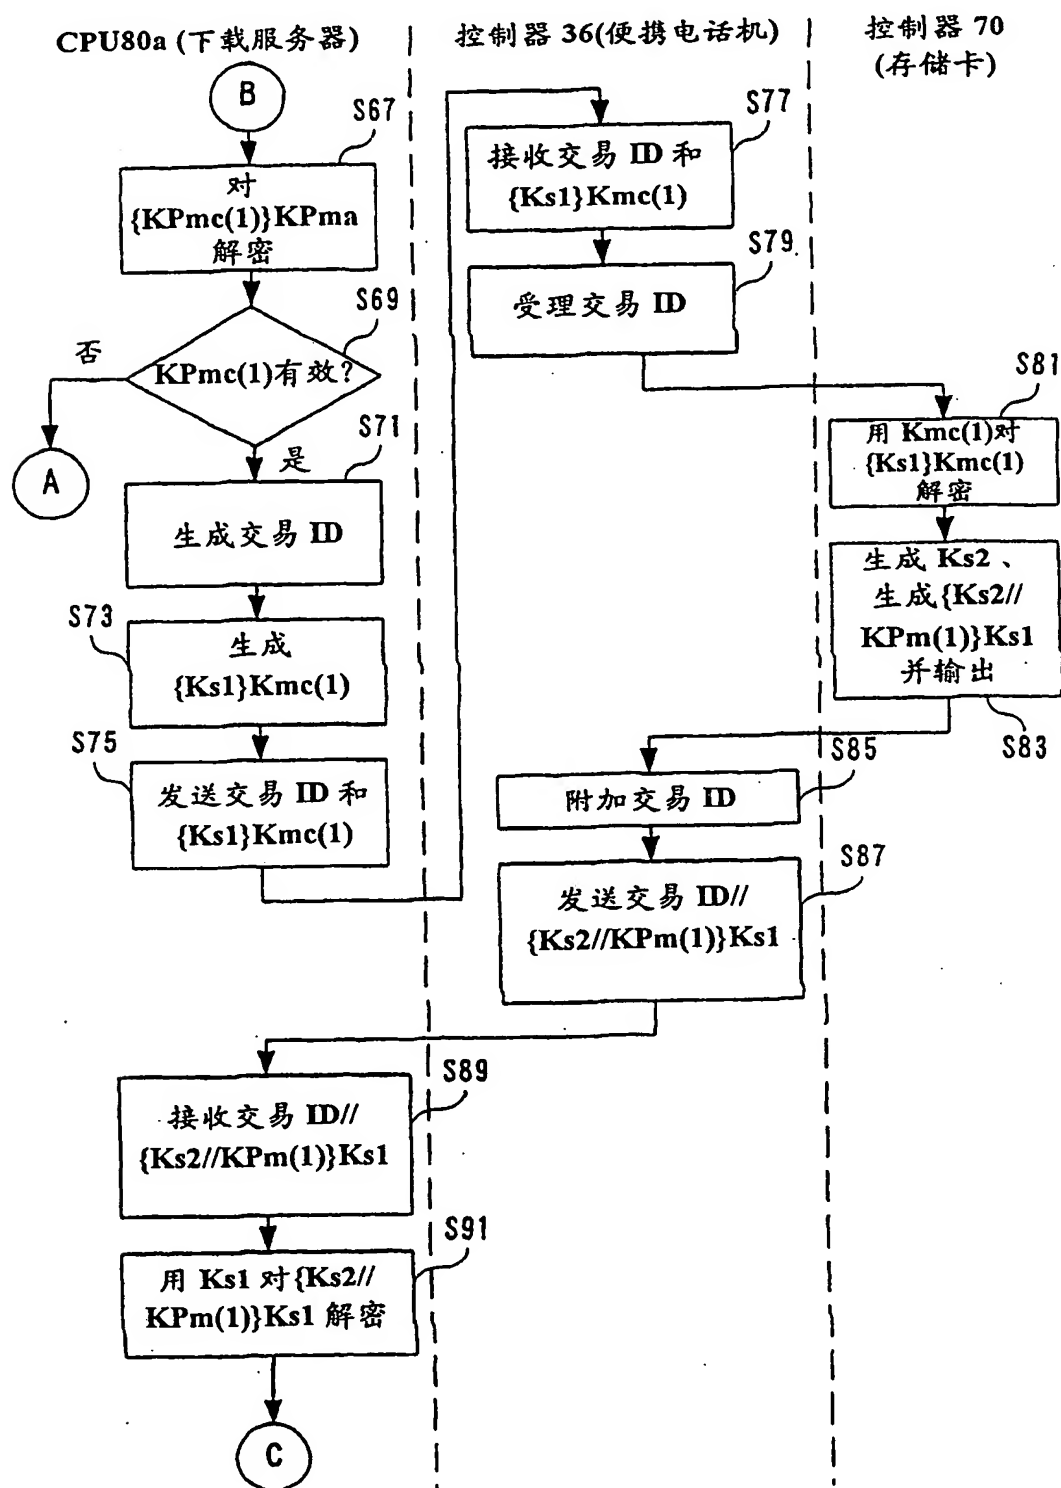 CPU80a (下载服务器)
控制器 36(便携电话机)
控制器 70
(存储卡)
B
S67
对
{KPmc(1)}KPma
解密
S69
KPmc(1)有效?
否
A
是
S71
生成交易 ID
S73
生成
{Ks1}Kmc(1)
S75
发送交易 ID 和
{Ks1}Kmc(1)
S77
接收交易 ID 和
{Ks1}Kmc(1)
S79
受理交易 ID
S81
用 Kmc(1)对
{Ks1}Kmc(1)
解密
生成 Ks2 、
生成{Ks2//
KPm(1)}Ks1
并输出
S83
S85
附加交易 ID
S87
发送交易 ID//
{Ks2//KPm(1)}Ks1
S89
接收交易 ID//
{Ks2//KPm(1)}Ks1
S91
用 Ks1 对{Ks2//
KPm(1)}Ks1 解密
C